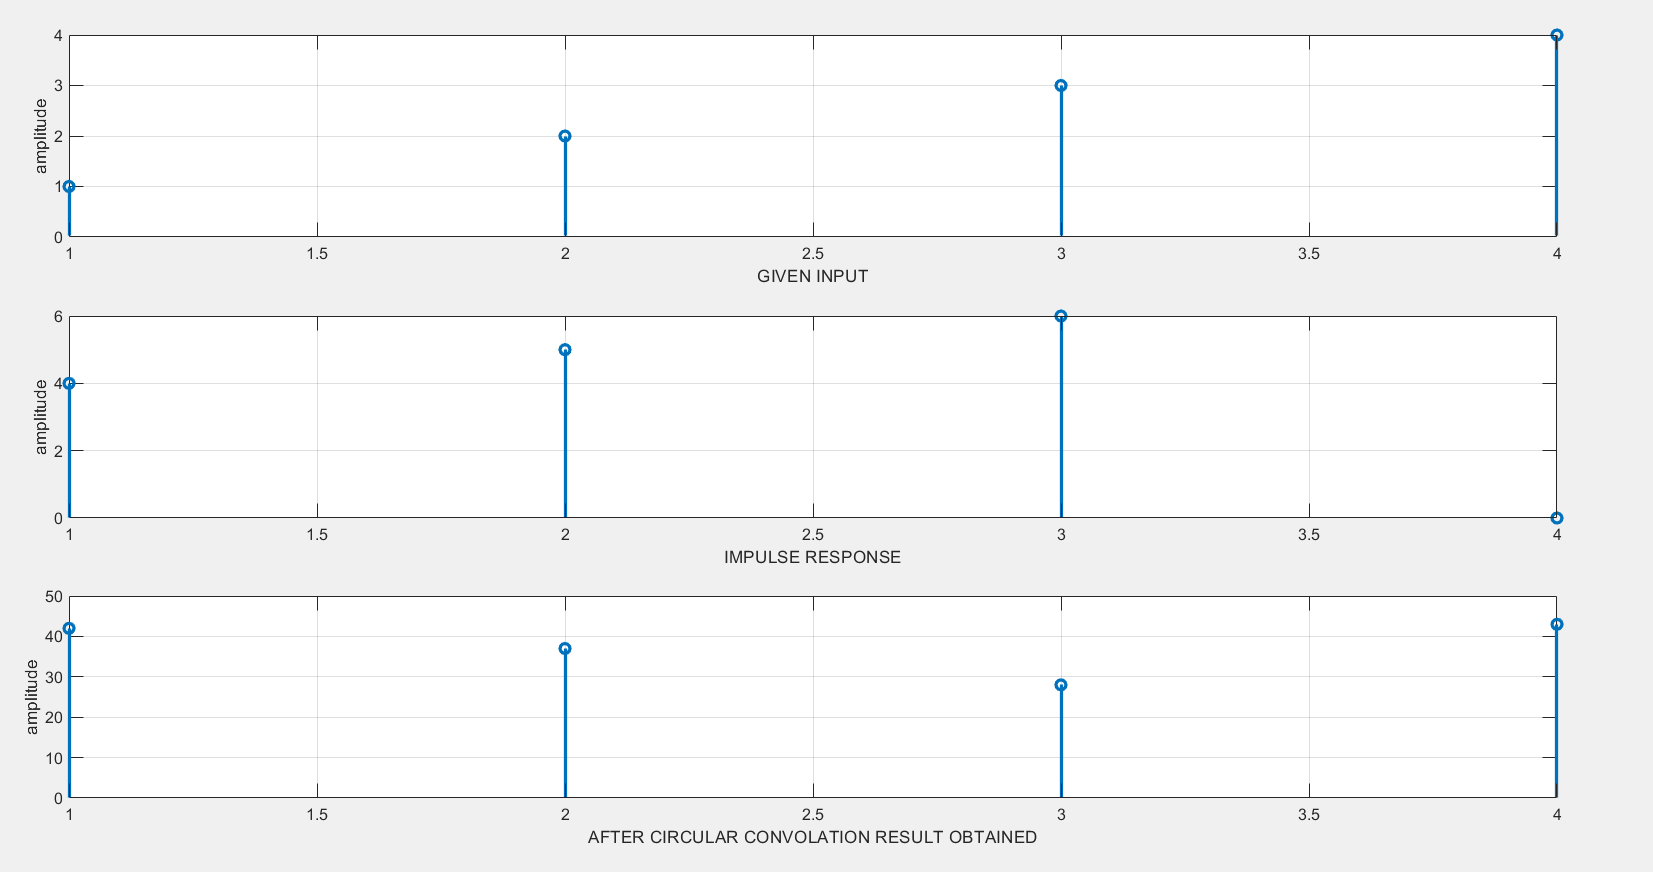 4
3
2
1
0
amplitude
1 1.5 2 2.5 3 3.5 4
GIVEN INPUT
6
4
2
0
amplitude
1 1.5 2 2.5 3 3.5 4
IMPULSE RESPONSE
50
40
30
20
10
0
amplitude
1 1.5 2 2.5 3 3.5 4
AFTER CIRCULAR CONVOLATION RESULT OBTAINED